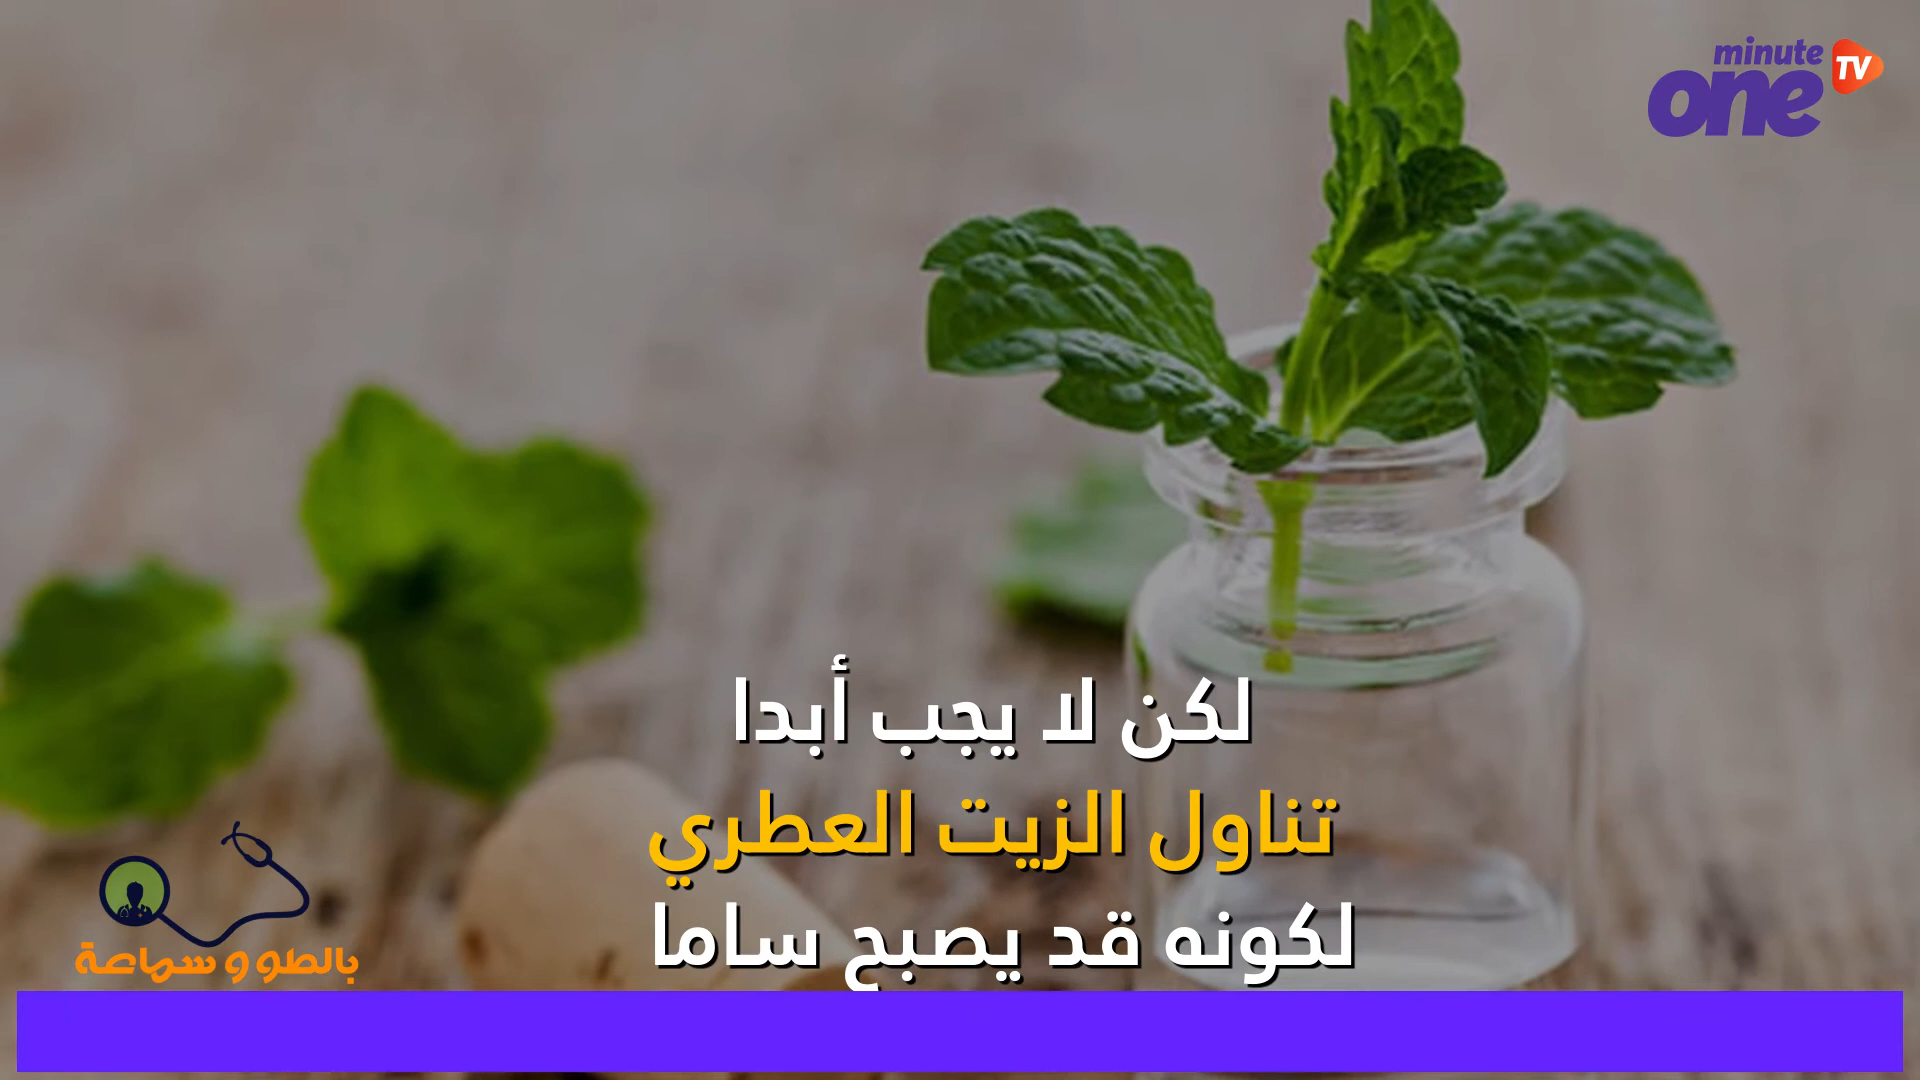 minute
one TV
لكن لا يجب أبدا
تناول الزيت العطري
لكونه قد يصبح ساما
بالطو و سماعة